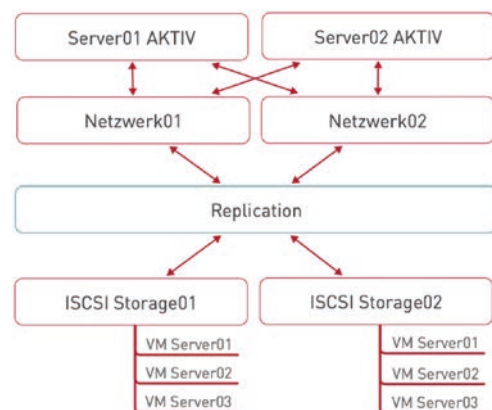 Server01 AKTIV
Server02 AKTIV
Netzwerk01
Netzwerk02
Replication
ISCSI Storage01
ISCSI Storage02
VM Server01
VM Server02
VM Server03
VM Server01
VM Server02
VM Server03